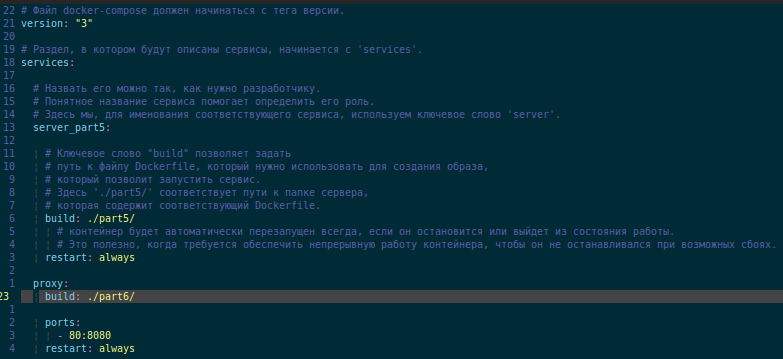 22 # Файл docker-compose должен начинаться с тега версии.
21 version: "3"
20
19 # Раздел, в котором будут описаны сервисы, начинается с 'services'.
18 services:
17
16 # Назвать его можно так, как нужно разработчику.
15 # Понятное название сервиса помогает определить его роль.
14 # Здесь мы, для именования соответствующего сервиса, используем ключевое слово 'server'.
13 server_part5:
12
11 ¦ # Ключевое слово "build" позволяет задать
10 ¦ # путь к файлу Dockerfile, который нужно использовать для создания образа,
9 ¦ # который позволит запустить сервис.
8 ¦ # Здесь './part5/' соответствует пути к папке сервера,
7 ¦ # которая содержит соответствующий Dockerfile.
6 ¦ build: ./part5/
5 ¦ ¦ # контейнер будет автоматически перезапущен всегда, если он остановится или выйдет из состояния работы.
4 ¦ ¦ # Это полезно, когда требуется обеспечить непрерывную работу контейнера, чтобы он не останавливался при возможных сбоях.
3 ¦ restart: always
2
1 proxy:
23 ¦ build: ./part6/
1
2 ¦ ports:
3 ¦ ¦ - 80:8080
4 ¦ restart: always